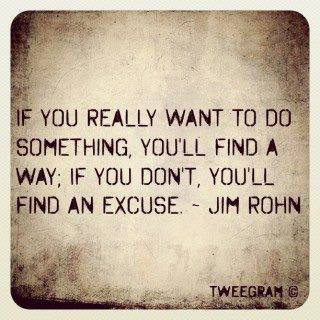 IF YOU REALLY WANT TO DO
SOMETHING, YOU'LL FIND A
WAY; IF YOU DON'T, YOU'LL
FIND AN EXCUSE. ~ JIM ROHN
TWEEGRAM ©